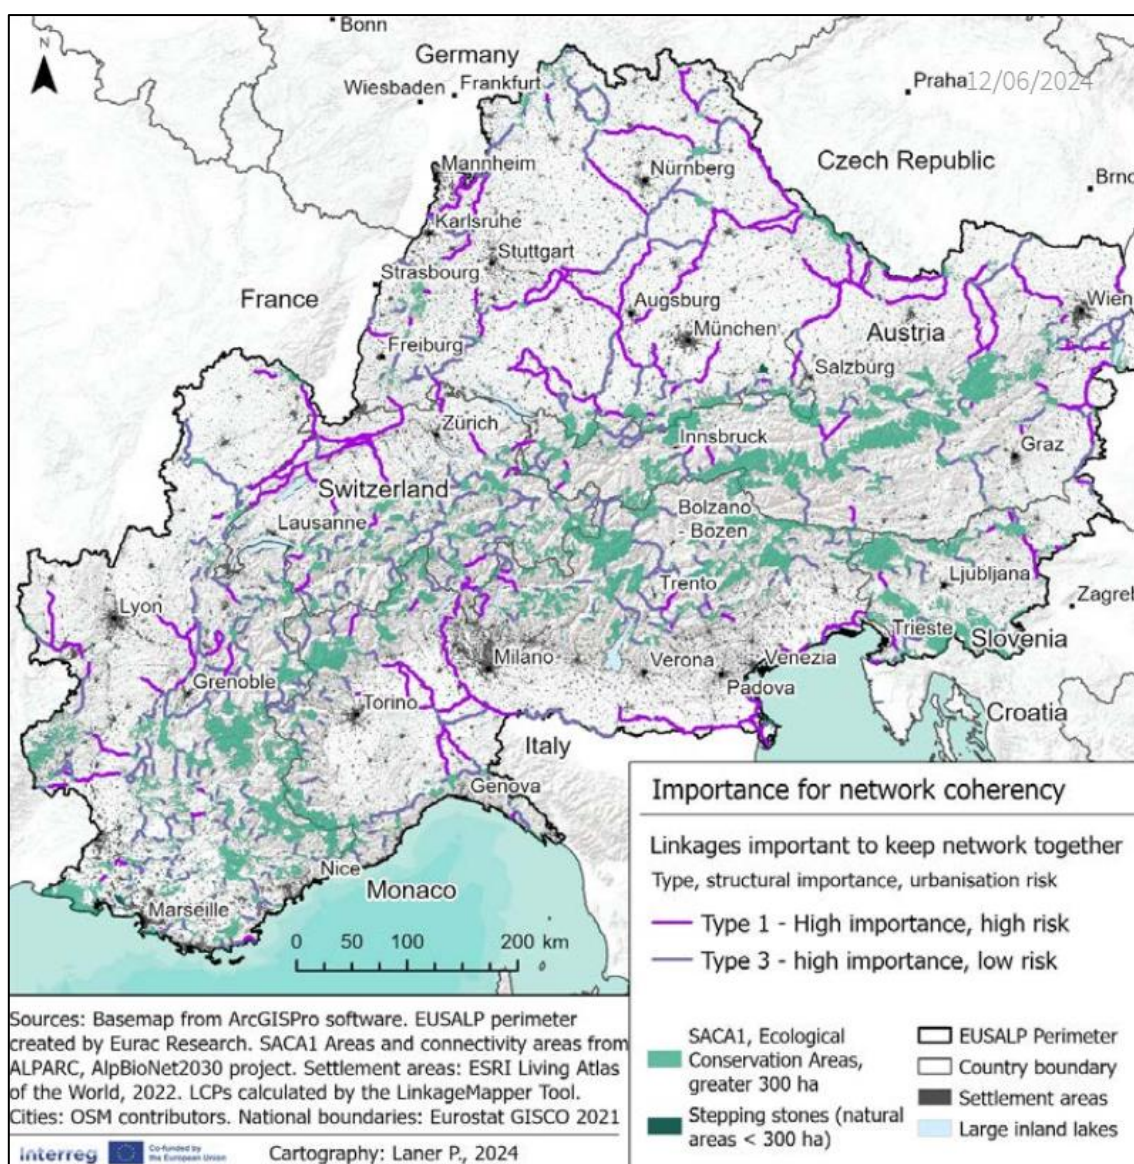 Bonn
N
Germany
Praha
12/06/2024
Wiesbaden
Frankfurt
Mannheim
Nürnberg
Czech Republic
Brno
Karlsruhe
Stuttgart
Strasbourg
France
Augsburg
München
Wien
Austria
Freiburg
Salzburg
Zürich
Innsbruck
Graz
Switzerland
Lausanne
Bolzano
- Bozen
Trento
Ljubljana
Zagreb
Lyon
Trieste
Slovenia
Milano
Verona
Venezia
Grenoble
Padova
Torino
Croatia
Italy
Genova
Nice
Monaco
Marseille
0 50 100 200 km
Importance for network coherency
Linkages important to keep network together
Type, structural importance, urbanisation risk
Type 1 - High importance, high risk
Type 3 - high importance, low risk
SACA1, Ecological
Conservation Areas,
greater 300 ha
Stepping stones (natural
areas < 300 ha)
EUSALP Perimeter
Country boundary
Settlement areas
Large inland lakes
Sources: Basemap from ArcGISPro software. EUSALP perimeter
created by Eurac Research. SACA1 Areas and connectivity areas from
ALPARC, AlpBioNet2030 project. Settlement areas: ESRI Living Atlas
of the World, 2022. LCPs calculated by the LinkageMapper Tool.
Cities: OSM contributors. National boundaries: Eurostat GISCO 2021
Interreg
Co-funded by
the European Union
Cartography: Laner P., 2024